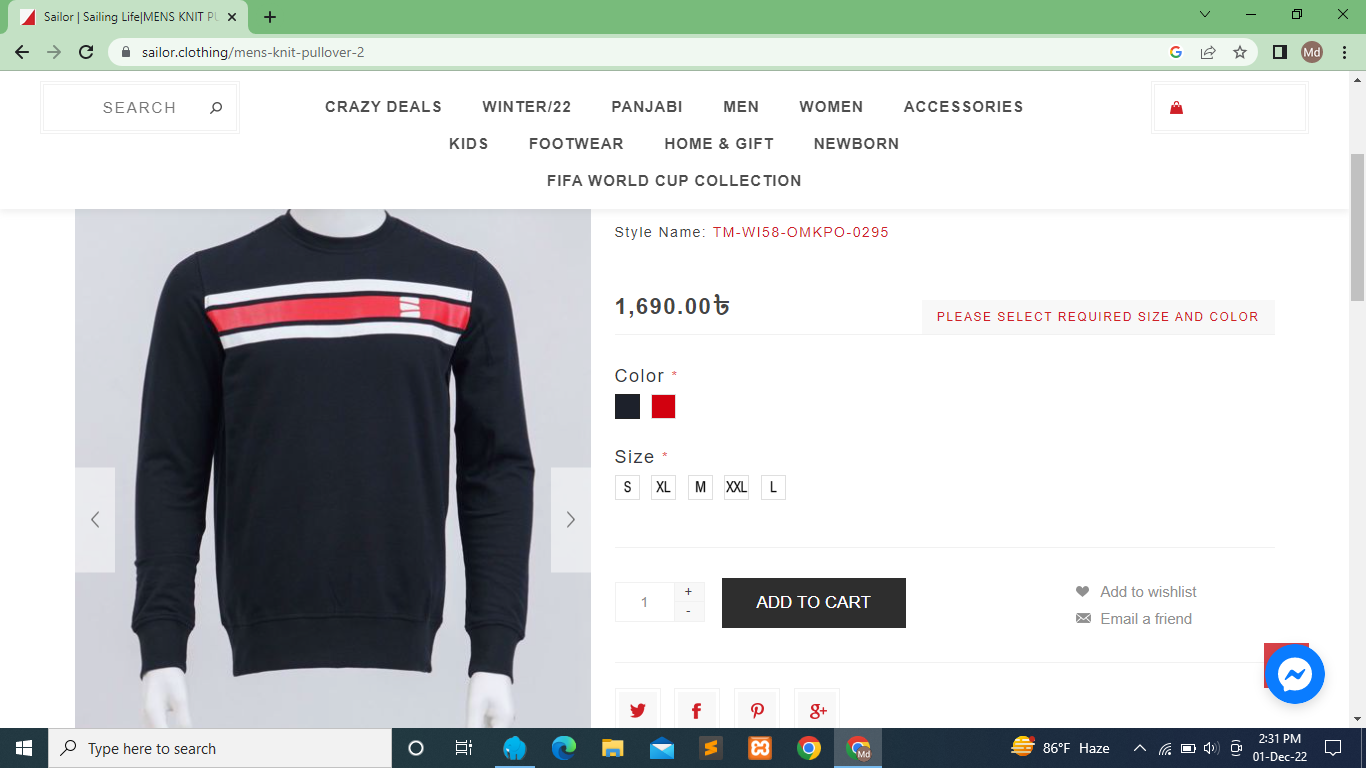 Sailor | Sailing Life|MENS KNIT PU
sailor.clothing/mens-knit-pullover-2
Md
SEARCH
CRAZY DEALS WINTER/22 PANJABI MEN WOMEN ACCESSORIES
KIDS FOOTWEAR HOME & GIFT NEWBORN
FIFA WORLD CUP COLLECTION
Style Name: TM-WI58-OMKPO-0295
1,690.00৳
PLEASE SELECT REQUIRED SIZE AND COLOR
Color *
Size *
S XL M XXL L
1 + -
ADD TO CART
Add to wishlist
Email a friend
Type here to search
Md
86°F Haze
2:31 PM
01-Dec-22